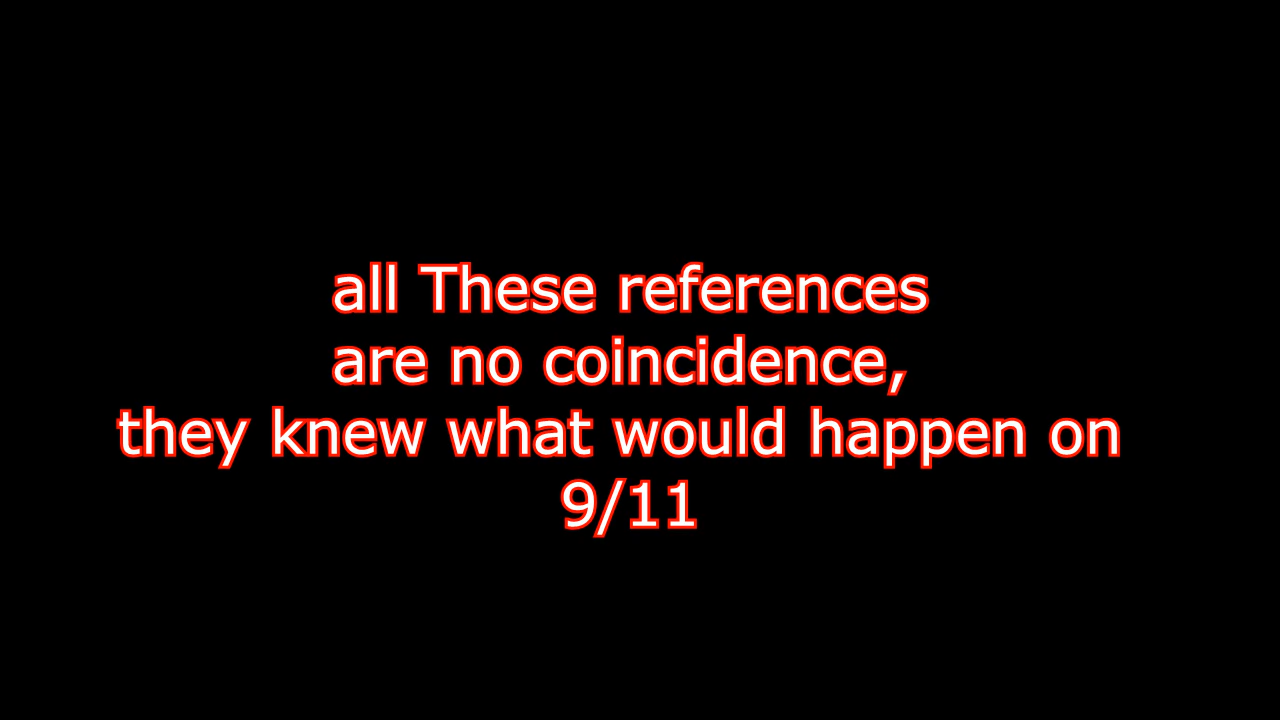 all These references
are no coincidence,
they knew what would happen on
9/11